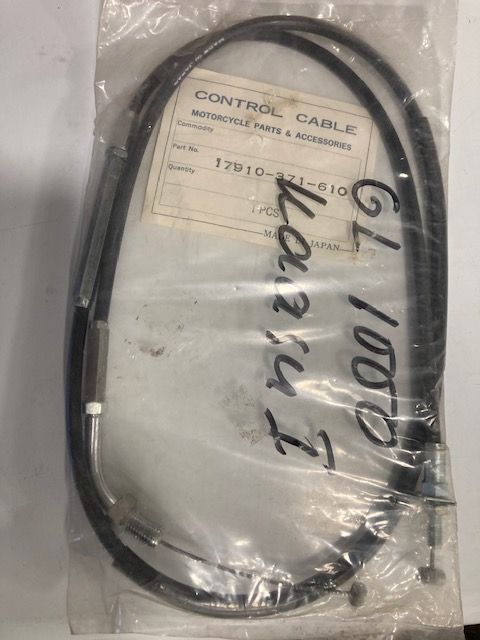 CONTROL CABLE
MOTORCYCLE PARTS & ACCESSORIES
Commodity
Part No.
17910-371-610
Quantity
1 PCS
MADE IN JAPAN
GL 1000
Kaasu I